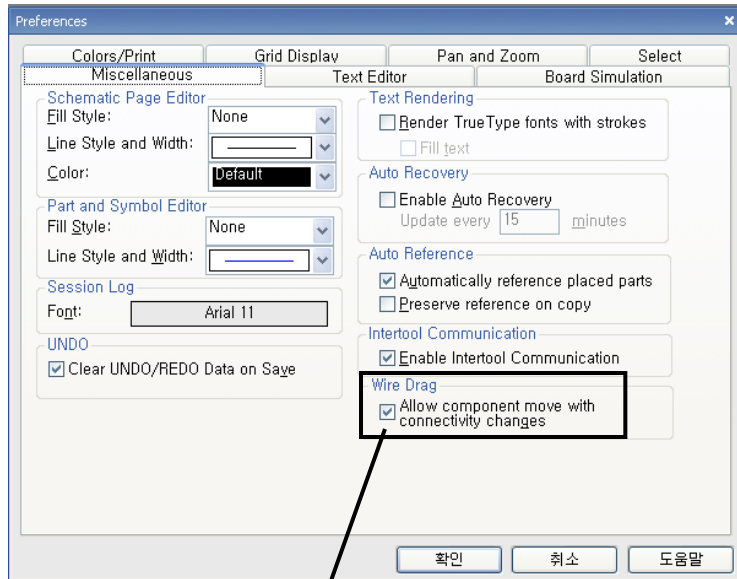 Preferences
Colors/Print
Grid Display
Pan and Zoom
Select
Miscellaneous
Text Editor
Board Simulation
Schematic Page Editor
Fill Style:
None
Line Style and Width:
Color:
Default
Part and Symbol Editor
Fill Style:
None
Line Style and Width:
Session Log
Font:
Arial 11
UNDO
Clear UNDO/REDO Data on Save
Text Rendering
Render TrueType fonts with strokes
Fill text
Auto Recovery
Enable Auto Recovery
Update every 15 minutes
Auto Reference
Automatically reference placed parts
Preserve reference on copy
Intertool Communication
Enable Intertool Communication
Wire Drag
Allow component move with
connectivity changes
확인
취소
도움말